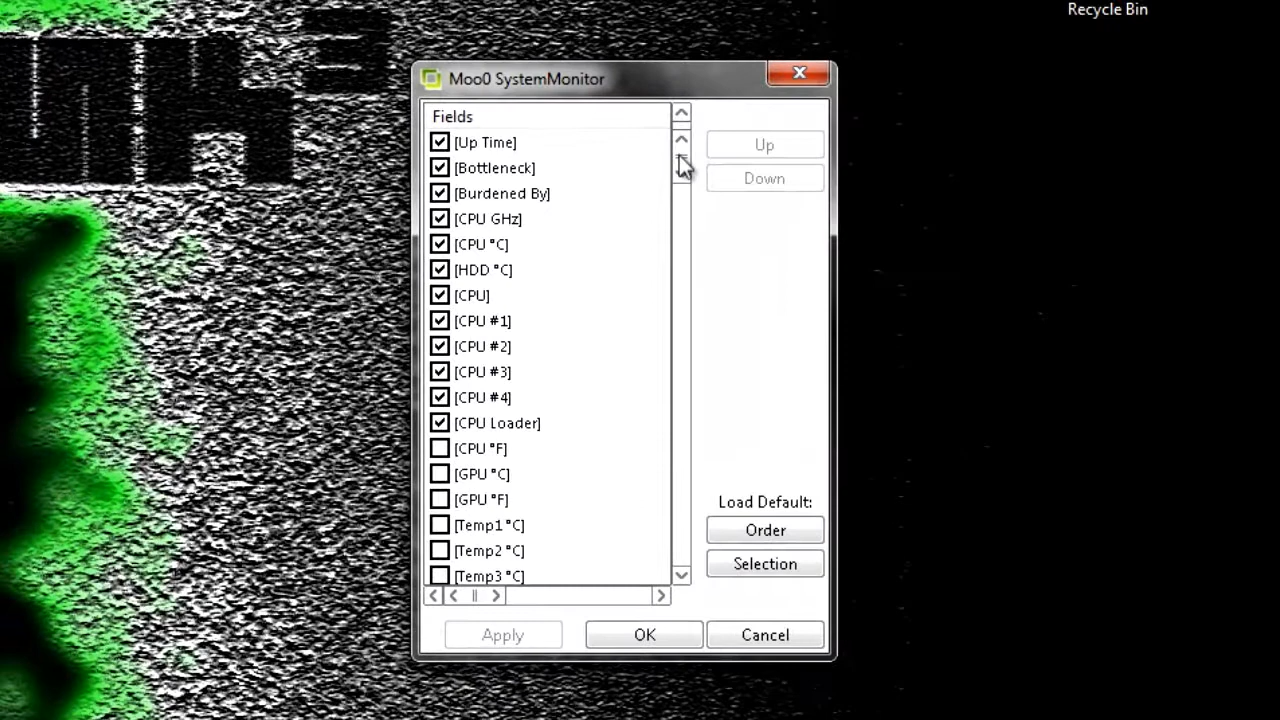 Recycle Bin
Moo0 SystemMonitor
Fields
[Up Time]
[Bottleneck]
[Burdened By]
[CPU GHz]
[CPU °C]
[HDD °C]
[CPU]
[CPU #1]
[CPU #2]
[CPU #3]
[CPU #4]
[CPU Loader]
[CPU °F]
[GPU °C]
[GPU °F]
[Temp1 °C]
[Temp2 °C]
[Temp3 °C]
Up
Down
Load Default:
Order
Selection
Apply
OK
Cancel